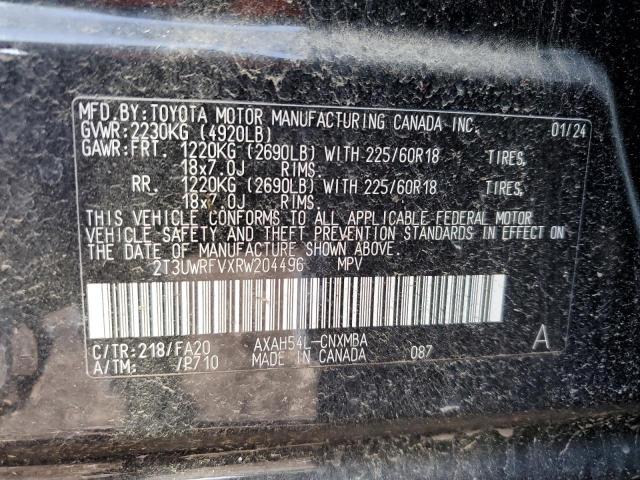 MFD.BY:TOYOTA MOTOR MANUFACTURING CANADA INC. 01/24
GVWR:2230KG (4920LB)
GAWR:FRT. 1220KG (2690LB) WITH 225/60R18 TIRES,
18x7.0J RIMS,
RR. 1220KG (2690LB) WITH 225/60R18 TIRES,
18x7.0J RIMS.
THIS VEHICLE CONFORMS TO ALL APPLICABLE FEDERAL MOTOR
VEHICLE SAFETY AND THEFT PREVENTION STANDARDS IN EFFECT ON
THE DATE OF MANUFACTURE SHOWN ABOVE.
2T3UWRFVXRW204496 MPV
C/TR:218/FA20 AXAH54L-CNXMBA A
A/TM: /P710 MADE IN CANADA 087